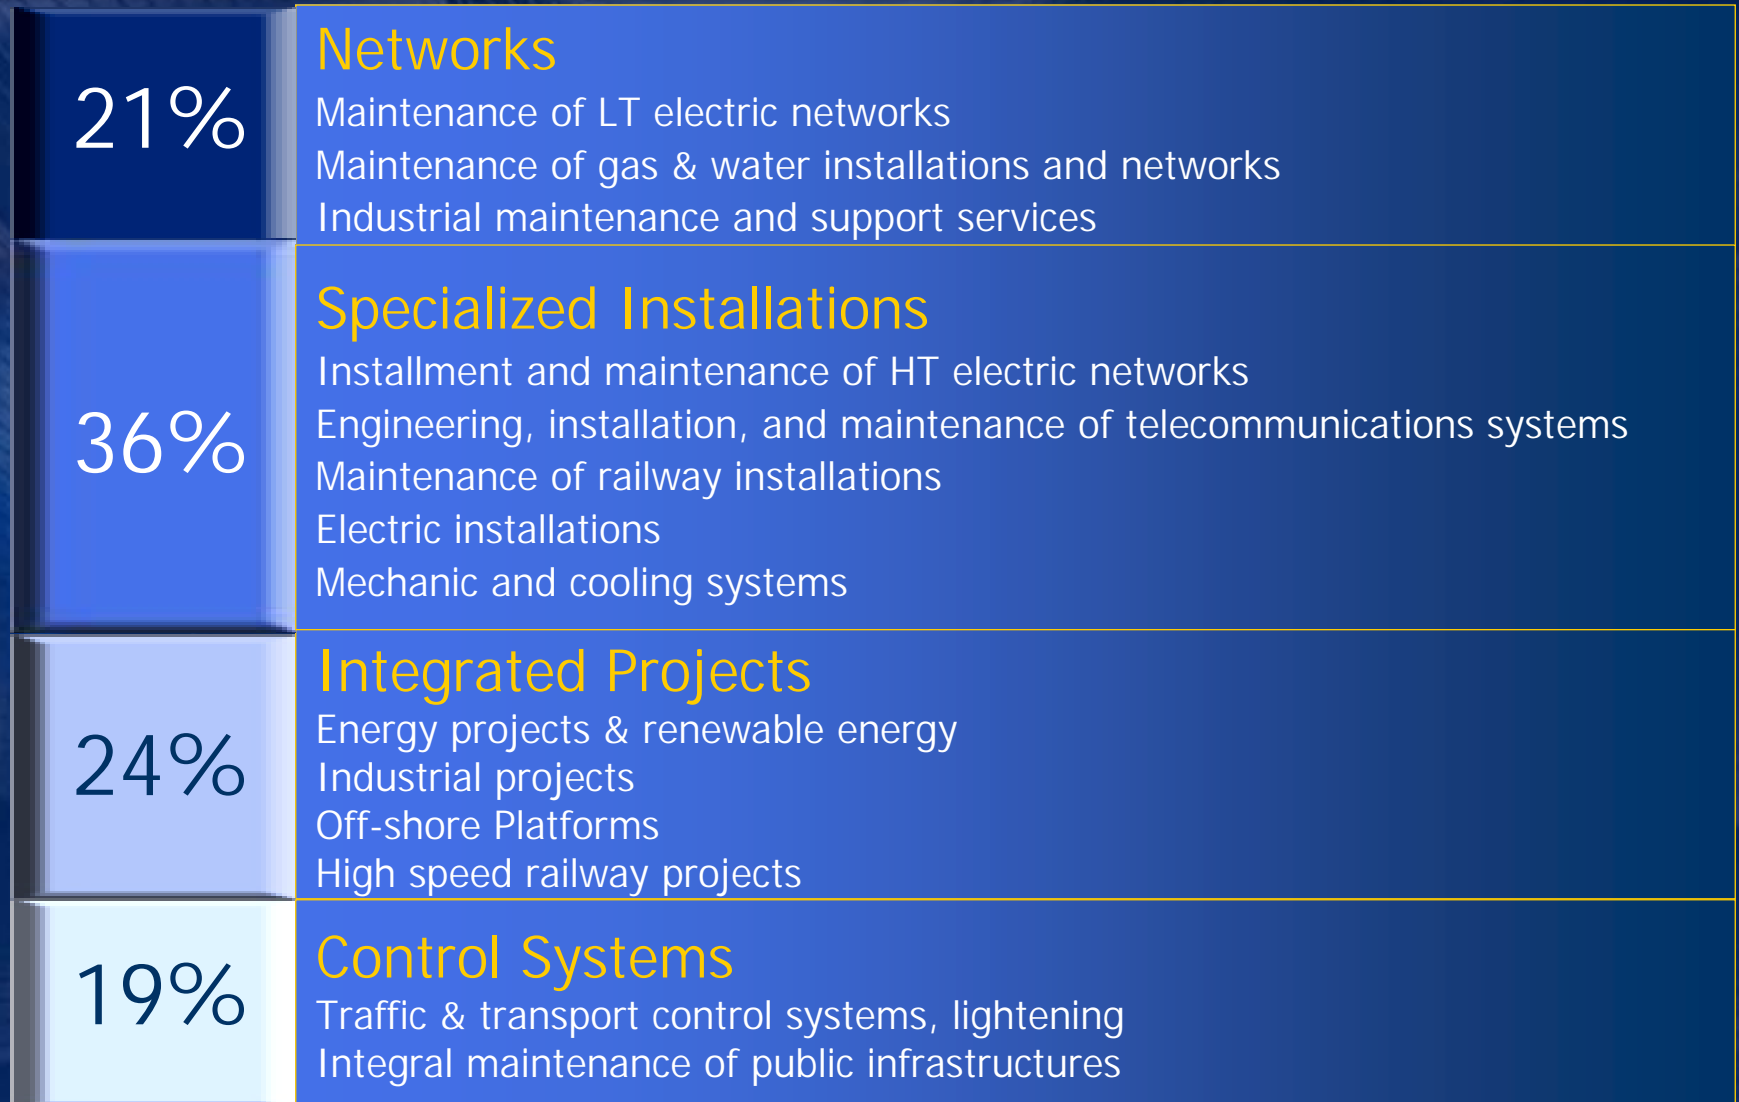 21%
Networks
Maintenance of LT electric networks
Maintenance of gas & water installations and networks
Industrial maintenance and support services
36%
Specialized Installations
Installment and maintenance of HT electric networks
Engineering, installation, and maintenance of telecommunications systems
Maintenance of railway installations
Electric installations
Mechanic and cooling systems
24%
Integrated Projects
Energy projects & renewable energy
Industrial projects
Off-shore Platforms
High speed railway projects
19%
Control Systems
Traffic & transport control systems, lightening
Integral maintenance of public infrastructures